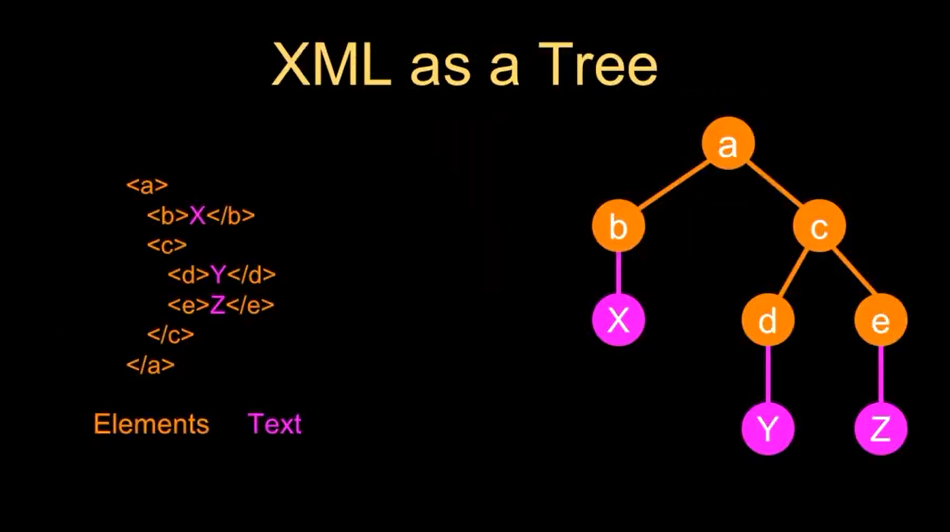 XML as a Tree
<a>
<b>X</b>
<c>
<d>Y</d>
<e>Z</e>
</c>
</a>
Elements Text
a
b c
X d e
Y Z